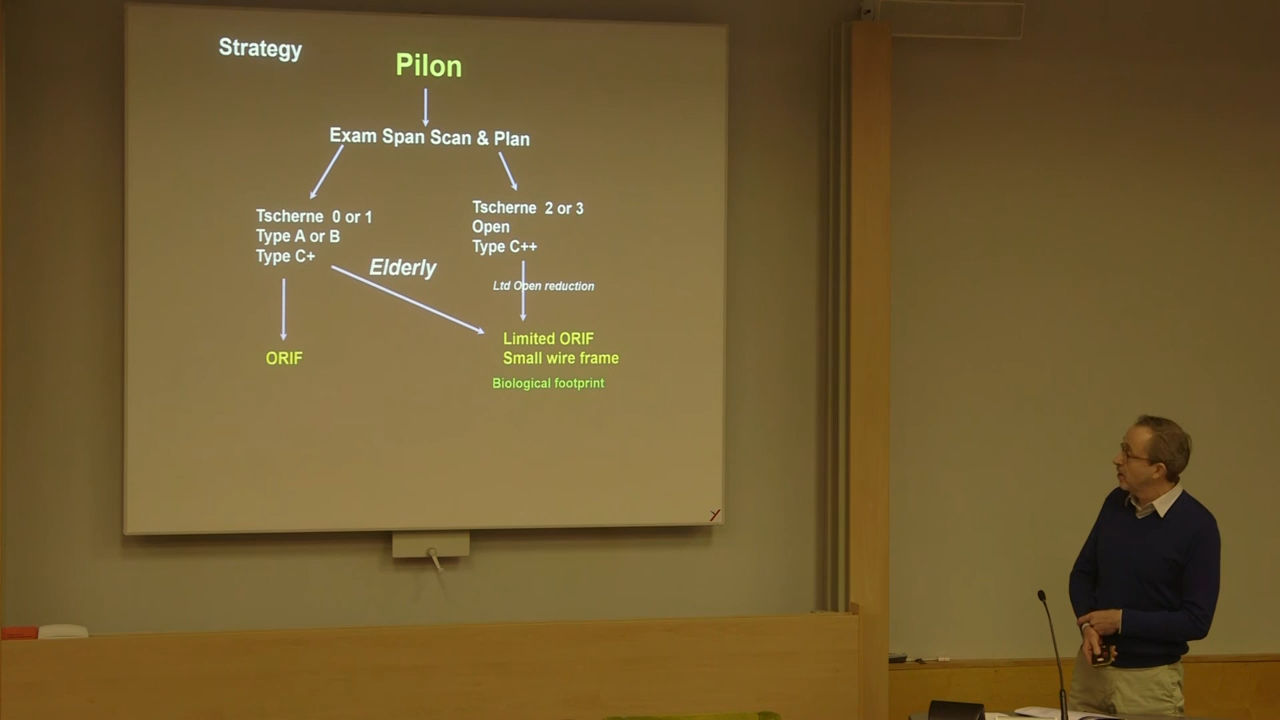 Strategy
Pilon
Exam Span Scan & Plan
Tscherne 0 or 1
Type A or B
Type C+
Tscherne 2 or 3
Open
Type C++
Elderly
Ltd Open reduction
ORIF
Limited ORIF
Small wire frame
Biological footprint